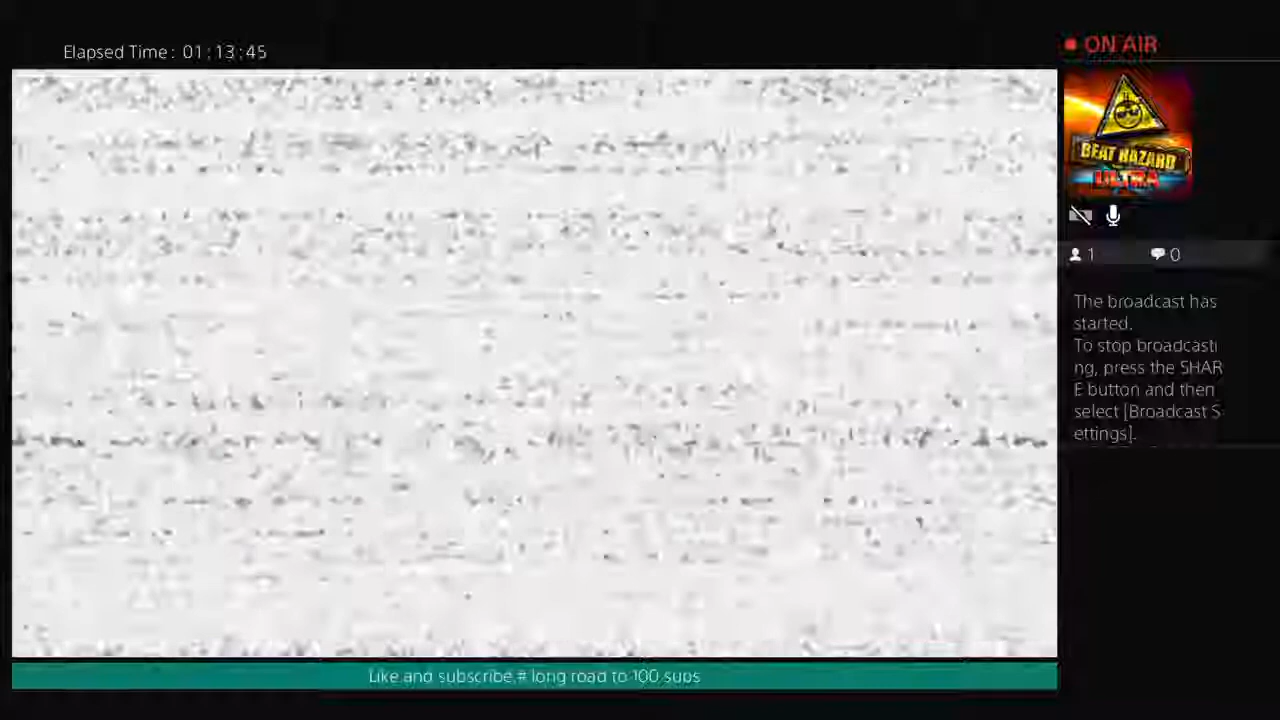 Elapsed Time: 01:13:45
ON AIR
BEAT HAZARD
ULTRA
1 0
The broadcast has
started.
To stop broadcasti
ng, press the SHAR
E button and then
select [Broadcast S
ettings].
Like and subscribe,# long road to 100 subs